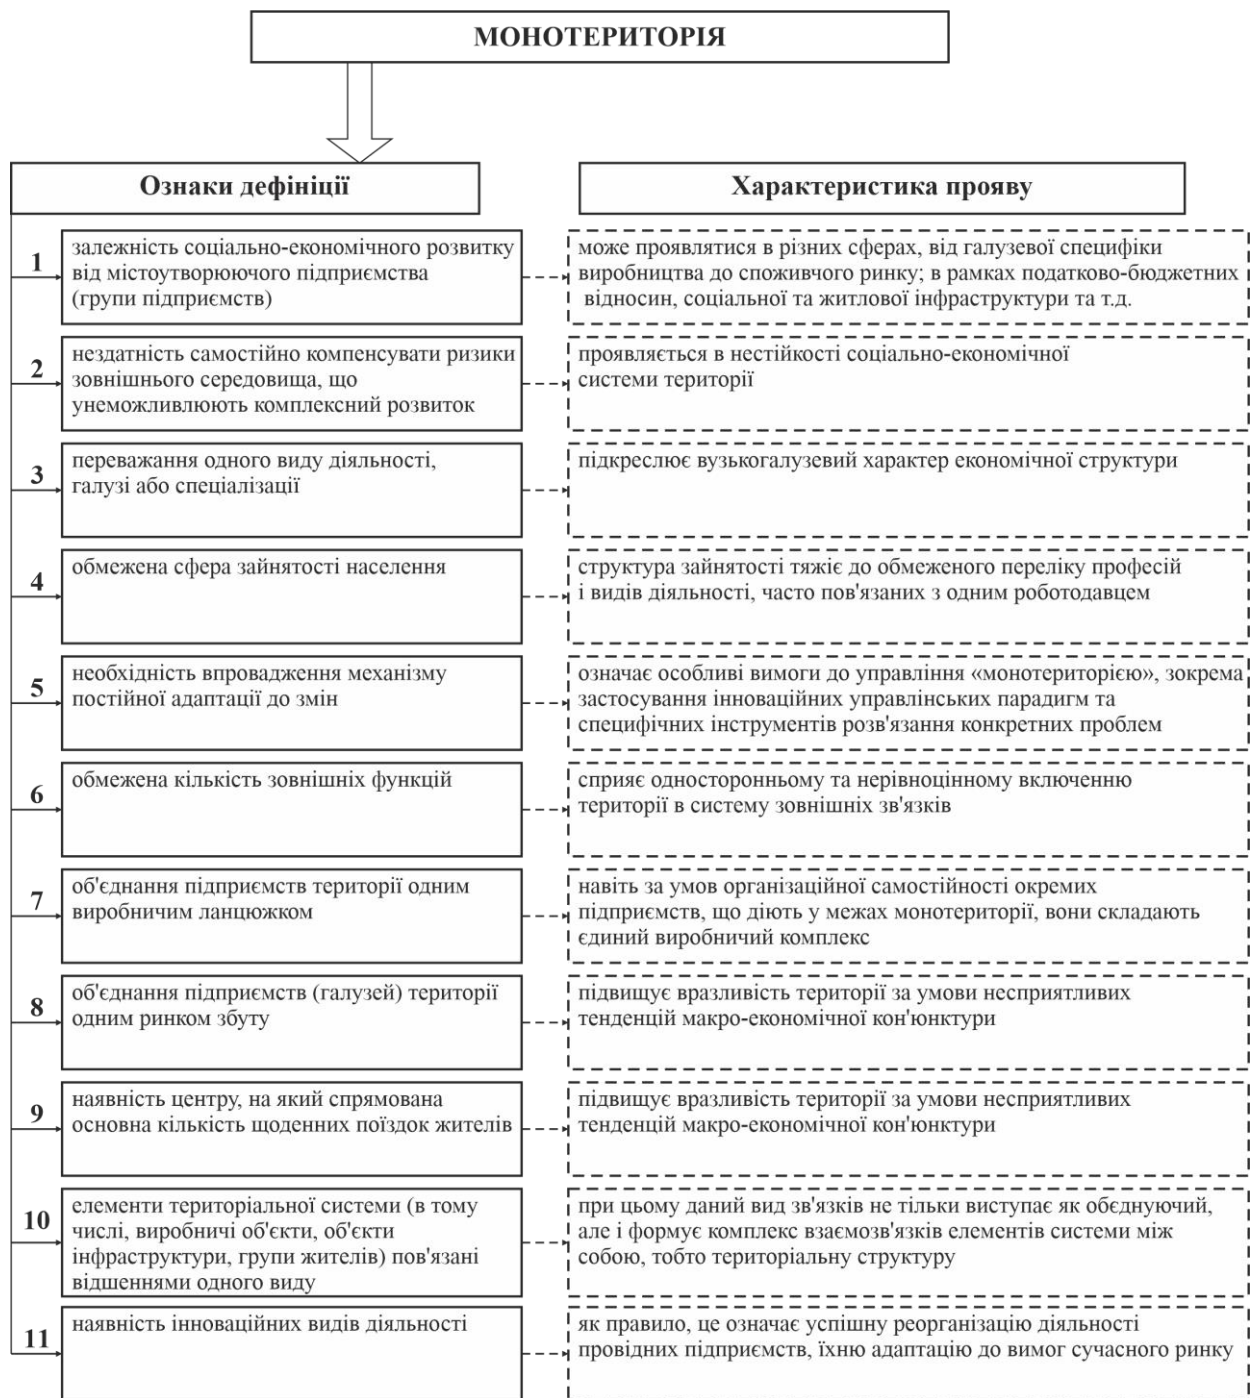 МОНОТЕРИТОРІЯ
Ознаки дефініції
Характеристика прояву
1
залежність соціально-економічного розвитку
від містоутворюючого підприємства
(групи підприємств)
може проявлятися в різних сферах, від галузевої специфіки
виробництва до споживчого ринку; в рамках податково-бюджетних
відносин, соціальної та житлової інфраструктури та т.д.
2
нездатність самостійно компенсувати ризики
зовнішнього середовища, що
унеможливлюють комплексний розвиток
проявляється в нестійкості соціально-економічної
системи території
3
переважання одного виду діяльності,
галузі або спеціалізації
підкреслює вузькогалузевий характер економічної структури
4
обмежена сфера зайнятості населення
структура зайнятості тяжіє до обмеженого переліку професій
і видів діяльності, часто пов'язаних з одним роботодавцем
5
необхідність впровадження механізму
постійної адаптації до змін
означає особливі вимоги до управління «монотериторією», зокрема
застосування інноваційних управлінських парадигм та
специфічних інструментів розв'язання конкретних проблем
6
обмежена кількість зовнішніх функцій
сприяє односторонньому та нерівноцінному включенню
території в систему зовнішніх зв'язків
7
об'єднання підприємств території одним
виробничим ланцюжком
навіть за умов організаційної самостійності окремих
підприємств, що діють у межах монотериторії, вони складають
єдиний виробничий комплекс
8
об'єднання підприємств (галузей) території
одним ринком збуту
підвищує вразливість території за умови несприятливих
тенденцій макро-економічної кон'юнктури
9
наявність центру, на який спрямована
основна кількість щоденних поїздок жителів
підвищує вразливість території за умови несприятливих
тенденцій макро-економічної кон'юнктури
10
елементи територіальної системи (в тому
числі, виробничі об'єкти, об'єкти
інфраструктури, групи жителів) пов'язані
відшеннями одного виду
при цьому даний вид зв'язків не тільки виступає як обєднуючий,
але і формує комплекс взаємозв'язків елементів системи між
собою, тобто територіальну структуру
11
наявність інноваційних видів діяльності
як правило, це означає успішну реорганізацію діяльності
провідних підприємств, їхню адаптацію до вимог сучасного ринку